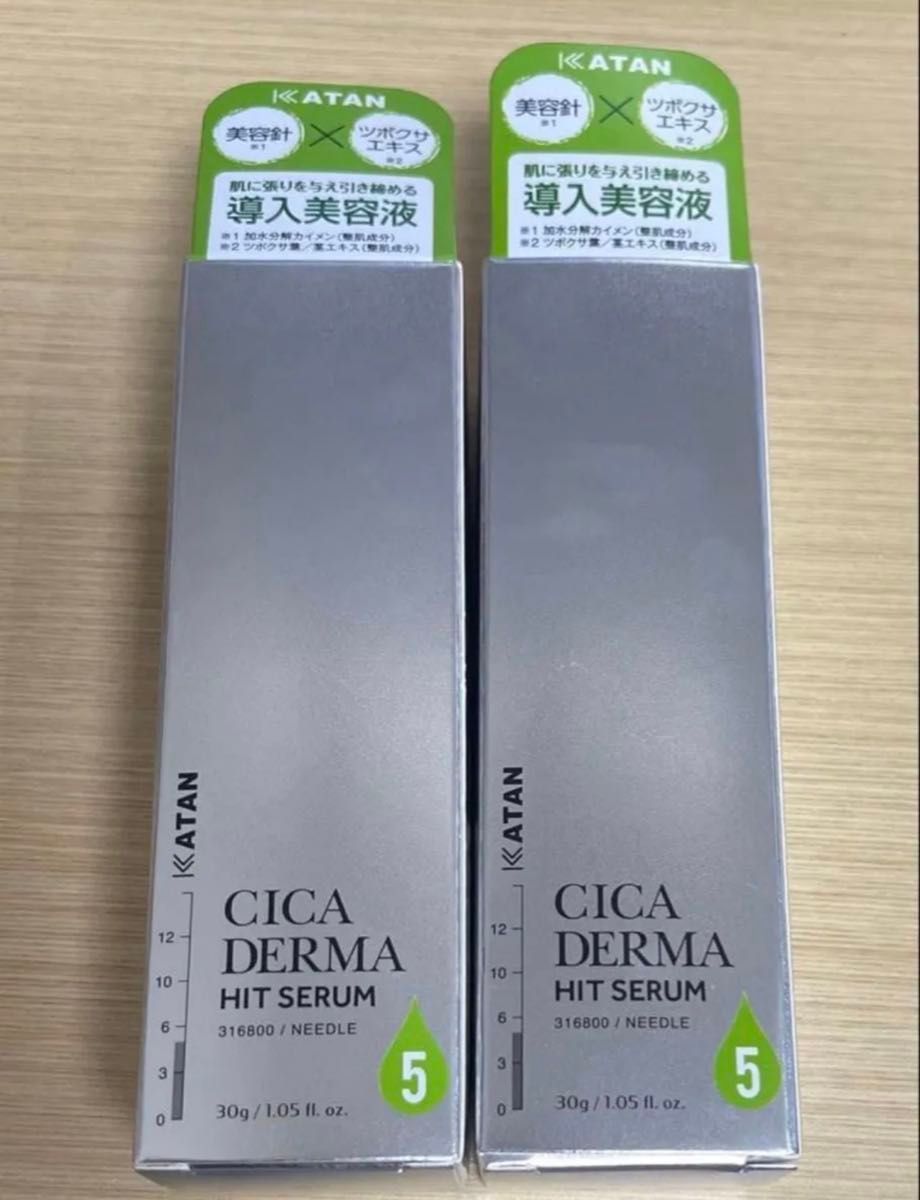 KATAN
美容針
※1
×
ツボクサ
エキス
※2
肌に張りを与え引き締める
導入美容液
※1 加水分解カイメン(整肌成分)
※2 ツボクサ葉/茎エキス(整肌成分)
KATAN
12
10
6
3
0
CICA
DERMA
HIT SERUM
316800 / NEEDLE
5
30g / 1.05 fl. oz.
KATAN
美容針
※1
×
ツボクサ
エキス
※2
肌に張りを与え引き締める
導入美容液
※1 加水分解カイメン(整肌成分)
※2 ツボクサ葉/茎エキス(整肌成分)
KATAN
12
10
6
3
0
CICA
DERMA
HIT SERUM
316800 / NEEDLE
5
30g / 1.05 fl. oz.